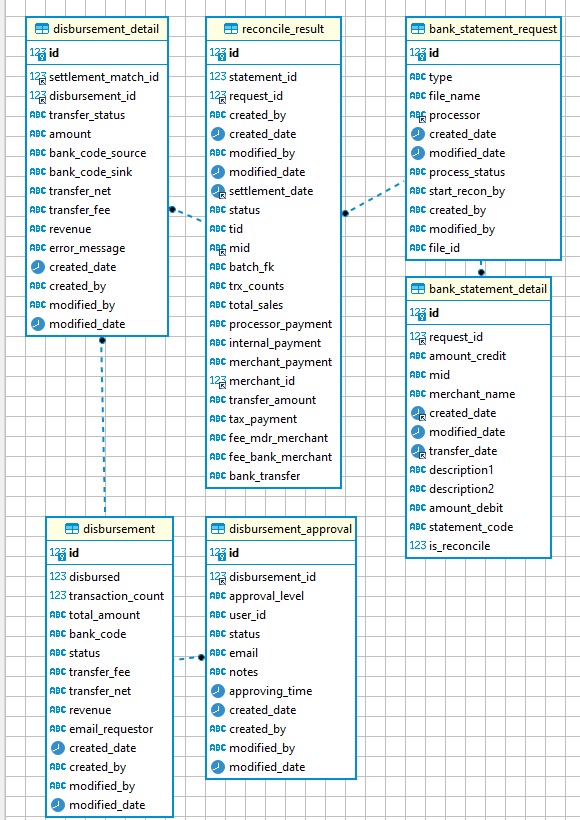 disbursement_detail
123 id
123 settlement_match_id
123 disbursement_id
ABC transfer_status
ABC amount
ABC bank_code_source
ABC bank_code_sink
ABC transfer_net
ABC transfer_fee
ABC revenue
ABC error_message
created_date
ABC created_by
ABC modified_by
modified_date
reconcile_result
123 id
123 statement_id
123 request_id
ABC created_by
created_date
ABC modified_by
modified_date
settlement_date
ABC status
ABC tid
ABC mid
ABC batch_fk
ABC trx_counts
ABC total_sales
ABC processor_payment
ABC internal_payment
ABC merchant_payment
123 merchant_id
ABC transfer_amount
ABC tax_payment
ABC fee_mdr_merchant
ABC fee_bank_merchant
ABC bank_transfer
bank_statement_request
123 id
ABC type
ABC file_name
ABC processor
created_date
modified_date
ABC process_status
ABC start_recon_by
ABC created_by
ABC modified_by
ABC file_id
bank_statement_detail
123 id
123 request_id
ABC amount_credit
ABC mid
ABC merchant_name
created_date
modified_date
transfer_date
ABC description1
ABC description2
ABC amount_debit
ABC statement_code
123 is_reconcile
disbursement
123 id
123 disbursed
123 transaction_count
ABC total_amount
ABC bank_code
ABC status
ABC transfer_fee
ABC transfer_net
ABC revenue
ABC email_requestor
created_date
ABC created_by
ABC modified_by
modified_date
disbursement_approval
123 id
123 disbursement_id
ABC approval_level
ABC user_id
ABC status
ABC email
ABC notes
approving_time
created_date
ABC created_by
ABC modified_by
modified_date